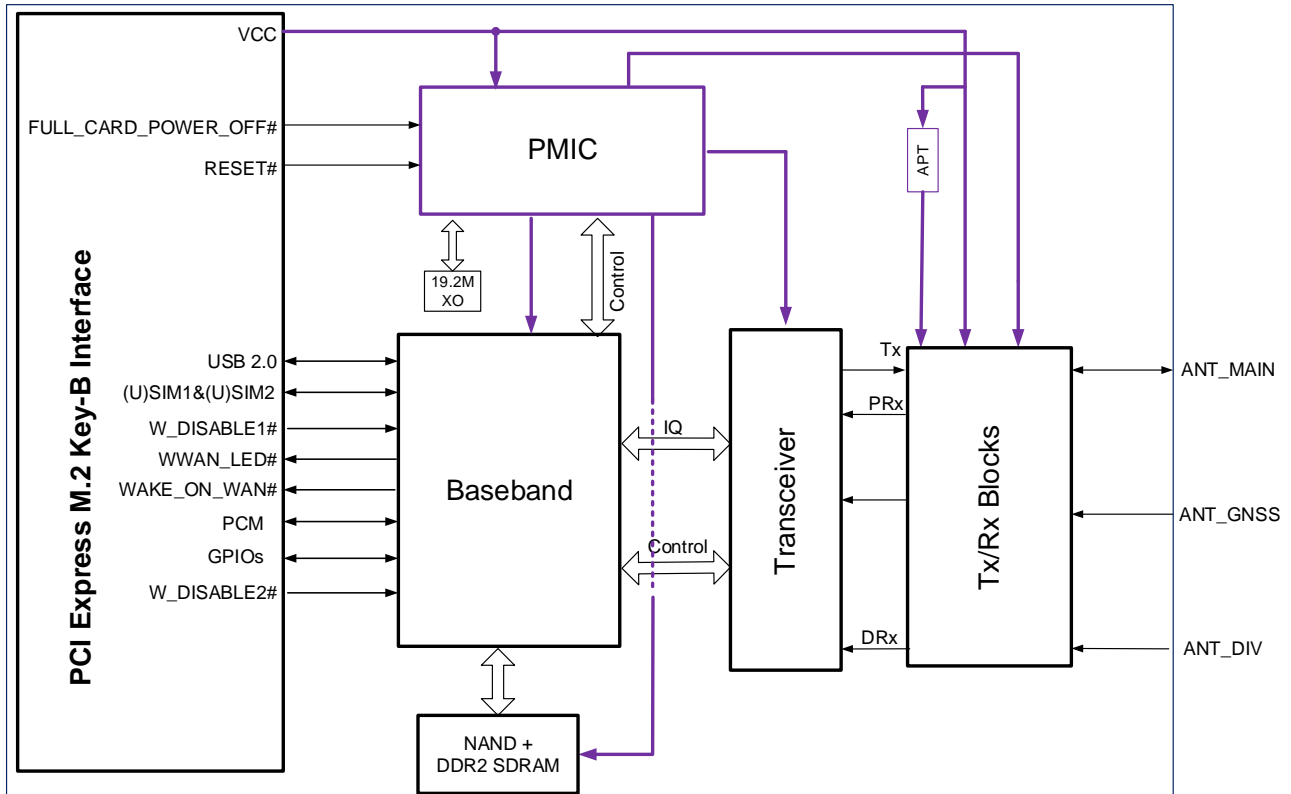 PCI Express M.2 Key-B Interface
VCC
FULL_CARD_POWER_OFF#
RESET#
USB 2.0
(U)SIM1&(U)SIM2
W_DISABLE1#
WWAN_LED#
WAKE_ON_WAN#
PCM
GPIOs
W_DISABLE2#
PMIC
19.2M
XO
Control
Baseband
NAND +
DDR2 SDRAM
IQ
Control
Transceiver
Tx
PRx
DRx
APT
Tx/Rx Blocks
ANT_MAIN
ANT_GNSS
ANT_DIV